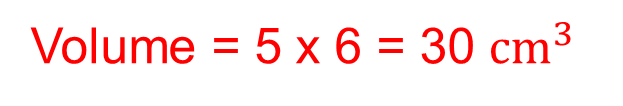 Volume = 5 x 6 = 30 cm³